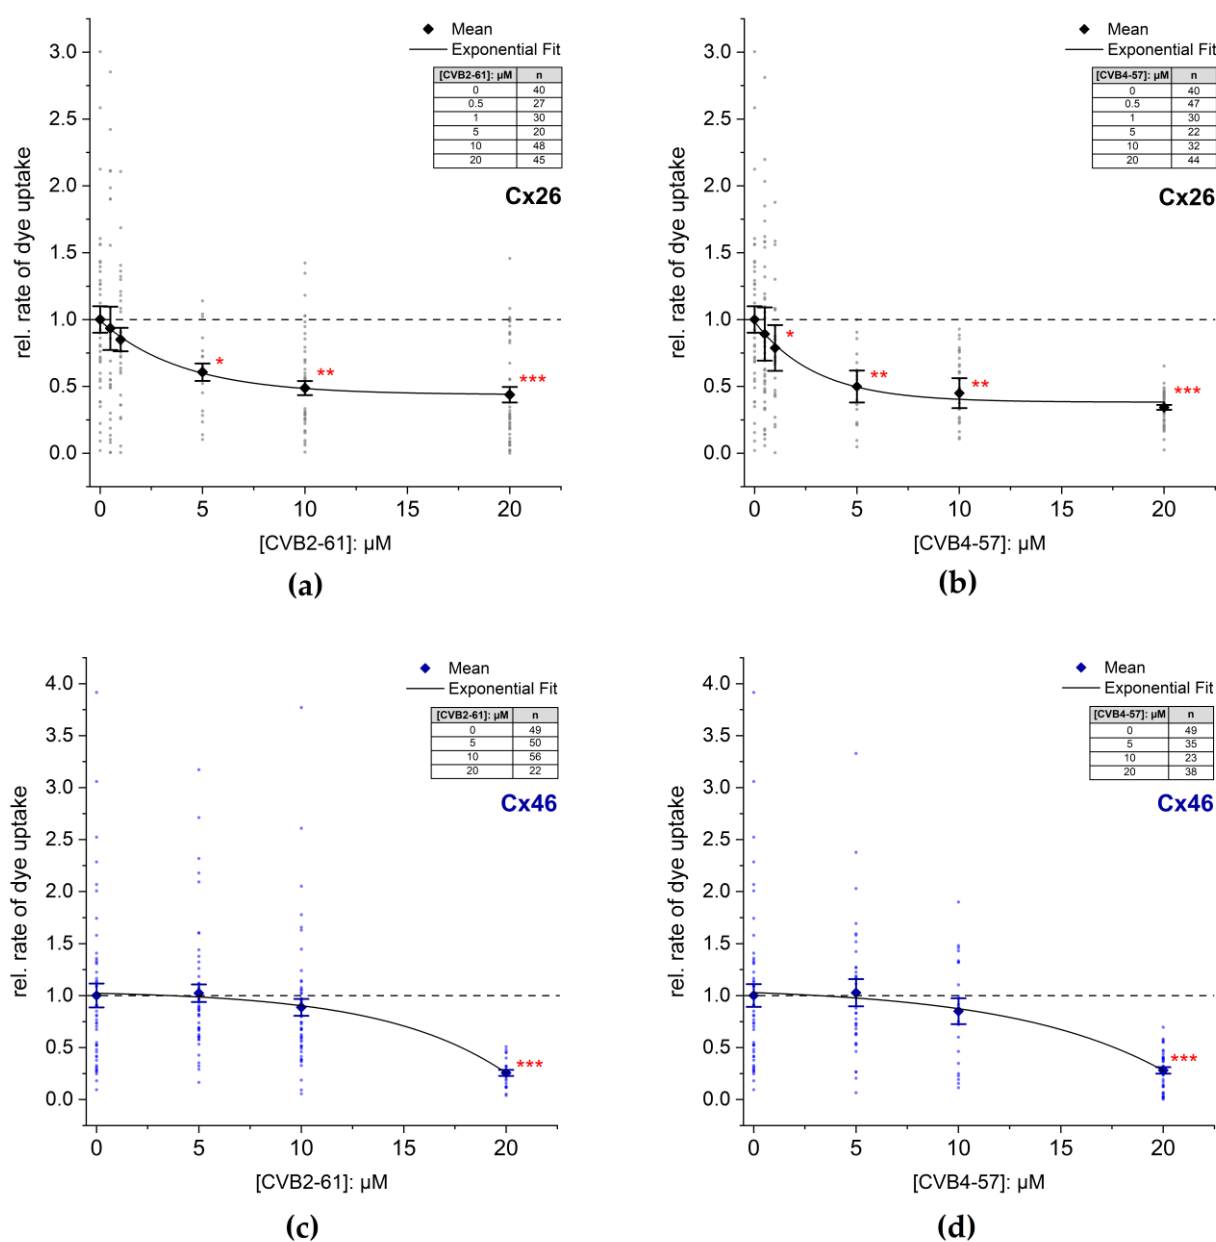 Mean
Exponential Fit
[CVB2-61]: µM n
0 40
0.5 27
1 30
5 20
10 48
20 45
Cx26
rel. rate of dye uptake
3.0
2.5
2.0
1.5
1.0
0.5
0.0
*
**
***
0 5 10 15 20
[CVB2-61]: µM
(a)
Mean
Exponential Fit
[CVB4-57]: µM n
0 40
0.5 47
1 30
5 22
10 32
20 44
Cx26
rel. rate of dye uptake
3.0
2.5
2.0
1.5
1.0
0.5
0.0
*
**
**
***
0 5 10 15 20
[CVB4-57]: µM
(b)
Mean
Exponential Fit
[CVB2-61]: µM n
0 49
5 50
10 56
20 22
Cx46
rel. rate of dye uptake
4.0
3.5
3.0
2.5
2.0
1.5
1.0
0.5
0.0
***
0 5 10 15 20
[CVB2-61]: µM
(c)
Mean
Exponential Fit
[CVB4-57]: µM n
0 49
5 35
10 23
20 38
Cx46
rel. rate of dye uptake
4.0
3.5
3.0
2.5
2.0
1.5
1.0
0.5
0.0
***
0 5 10 15 20
[CVB4-57]: µM
(d)